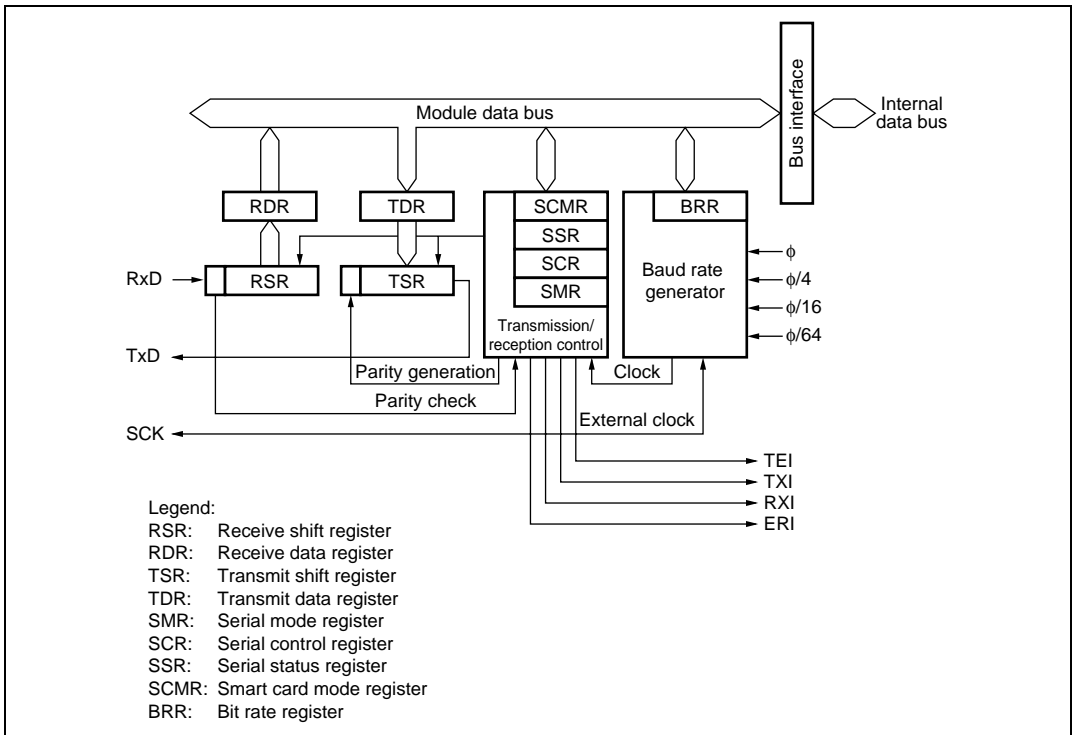 Module data bus
Bus interface
Internal
data bus
RDR
TDR
SCMR
SSR
SCR
SMR
BRR
RxD
RSR
TSR
Baud rate
generator
φ
φ/4
φ/16
φ/64
Transmission/
reception control
TxD
Parity generation
Clock
Parity check
SCK
External clock
TEI
TXI
RXI
ERI
Legend:
RSR: Receive shift register
RDR: Receive data register
TSR: Transmit shift register
TDR: Transmit data register
SMR: Serial mode register
SCR: Serial control register
SSR: Serial status register
SCMR: Smart card mode register
BRR: Bit rate register